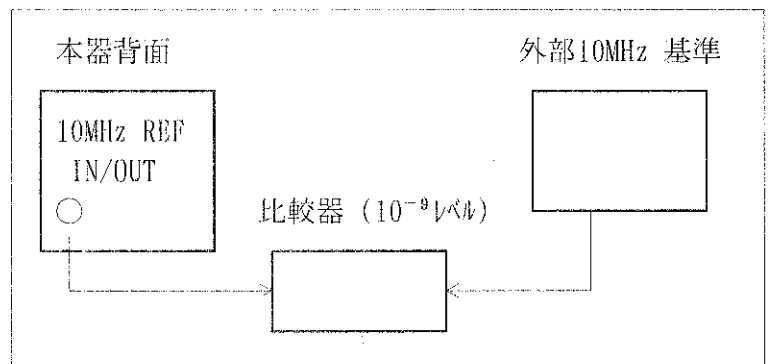 本器背面
外部10MHz 基準
10MHz REF
IN/OUT
比較器 (10⁻⁹レベル)